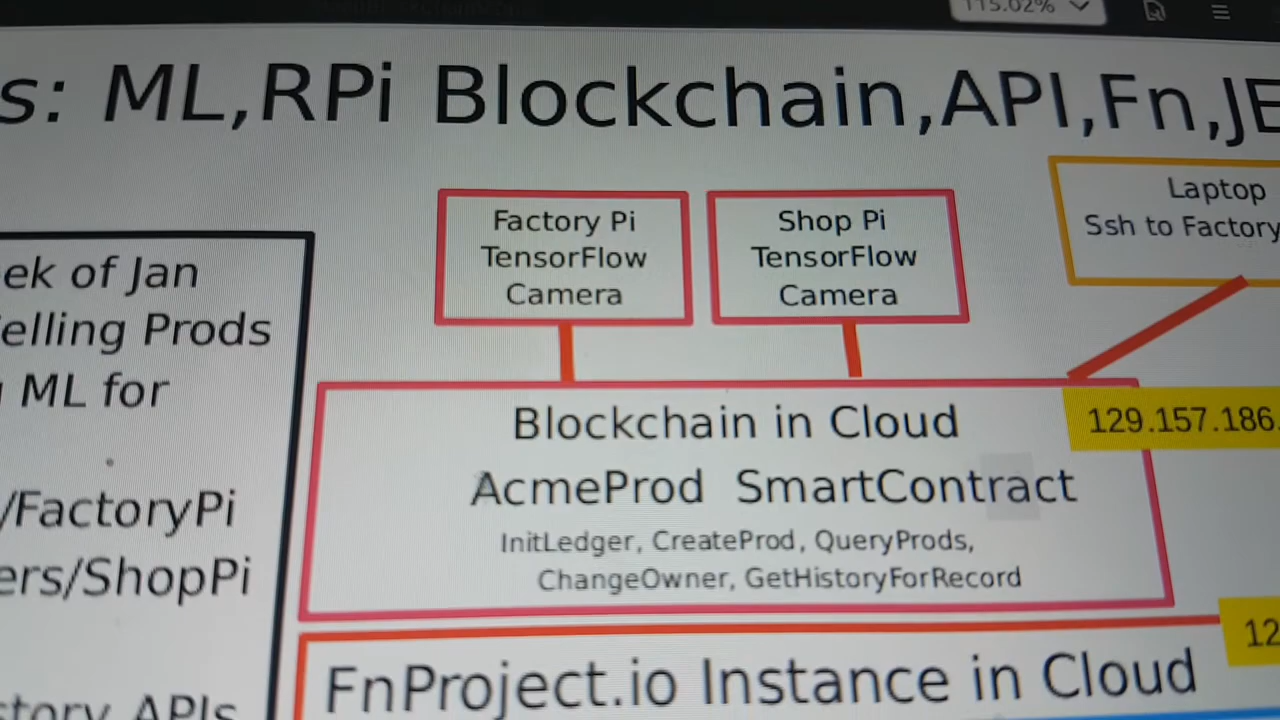 115.02%
s: ML,RPi Blockchain,API,Fn,JE
Factory Pi
TensorFlow
Camera
Shop Pi
TensorFlow
Camera
Laptop
Ssh to Factory
ek of Jan
elling Prods
ML for
/FactoryPi
ers/ShopPi
story APIs
Blockchain in Cloud
129.157.186.
AcmeProd SmartContract
InitLedger, CreateProd, QueryProds,
ChangeOwner, GetHistoryForRecord
12
FnProject.io Instance in Cloud